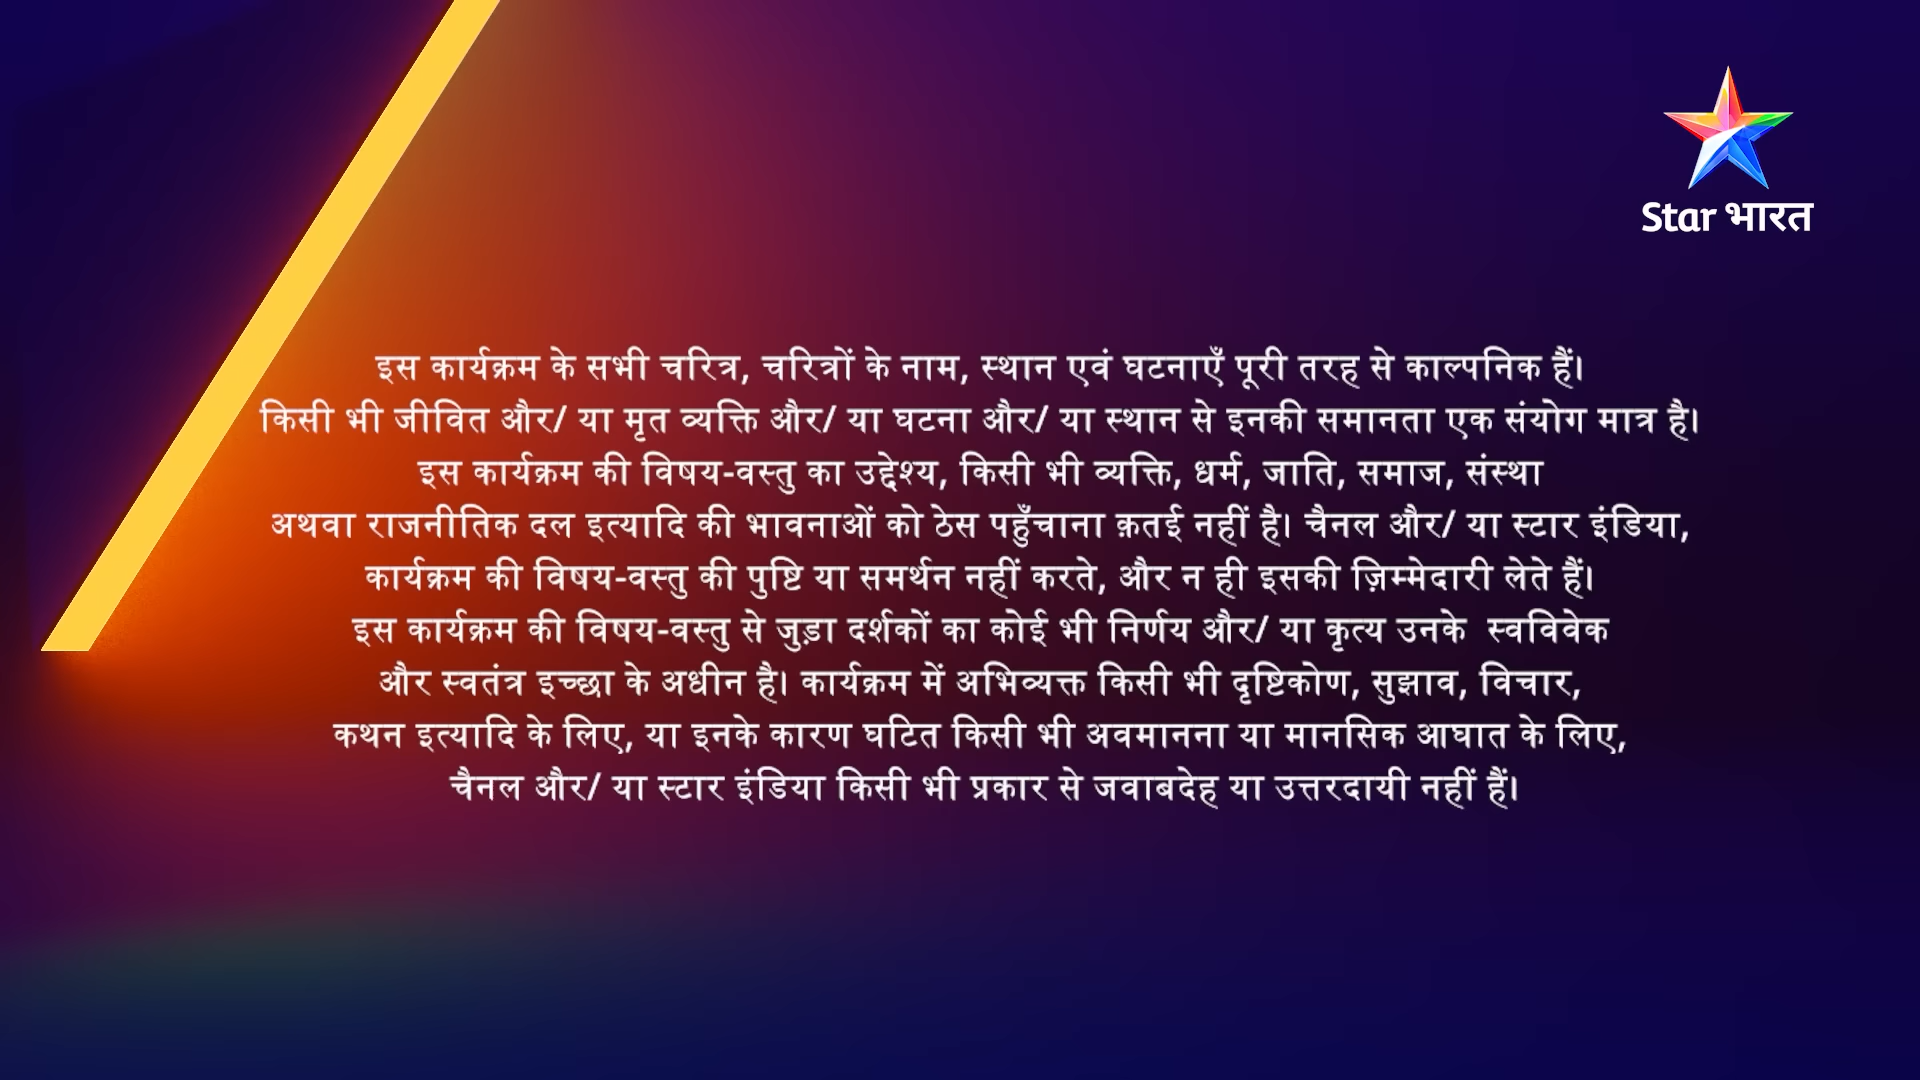 Star भारत
इस कार्यक्रम के सभी चरित्र, चरित्रों के नाम, स्थान एवं घटनाएँ पूरी तरह से काल्पनिक हैं।
किसी भी जीवित और/ या मृत व्यक्ति और/ या घटना और/ या स्थान से इनकी समानता एक संयोग मात्र है।
इस कार्यक्रम की विषय-वस्तु का उद्देश्य, किसी भी व्यक्ति, धर्म, जाति, समाज, संस्था
अथवा राजनीतिक दल इत्यादि की भावनाओं को ठेस पहुँचाना क़तई नहीं है। चैनल और/ या स्टार इंडिया,
कार्यक्रम की विषय-वस्तु की पुष्टि या समर्थन नहीं करते, और न ही इसकी ज़िम्मेदारी लेते हैं।
इस कार्यक्रम की विषय-वस्तु से जुड़ा दर्शकों का कोई भी निर्णय और/ या कृत्य उनके स्वविवेक
और स्वतंत्र इच्छा के अधीन है। कार्यक्रम में अभिव्यक्त किसी भी दृष्टिकोण, सुझाव, विचार,
कथन इत्यादि के लिए, या इनके कारण घटित किसी भी अवमानना या मानसिक आघात के लिए,
चैनल और/ या स्टार इंडिया किसी भी प्रकार से जवाबदेह या उत्तरदायी नहीं हैं।